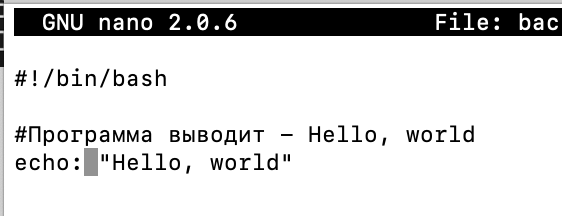 GNU nano 2.0.6 File: bac
#!/bin/bash
#Программа выводит – Hello, world
echo: "Hello, world"